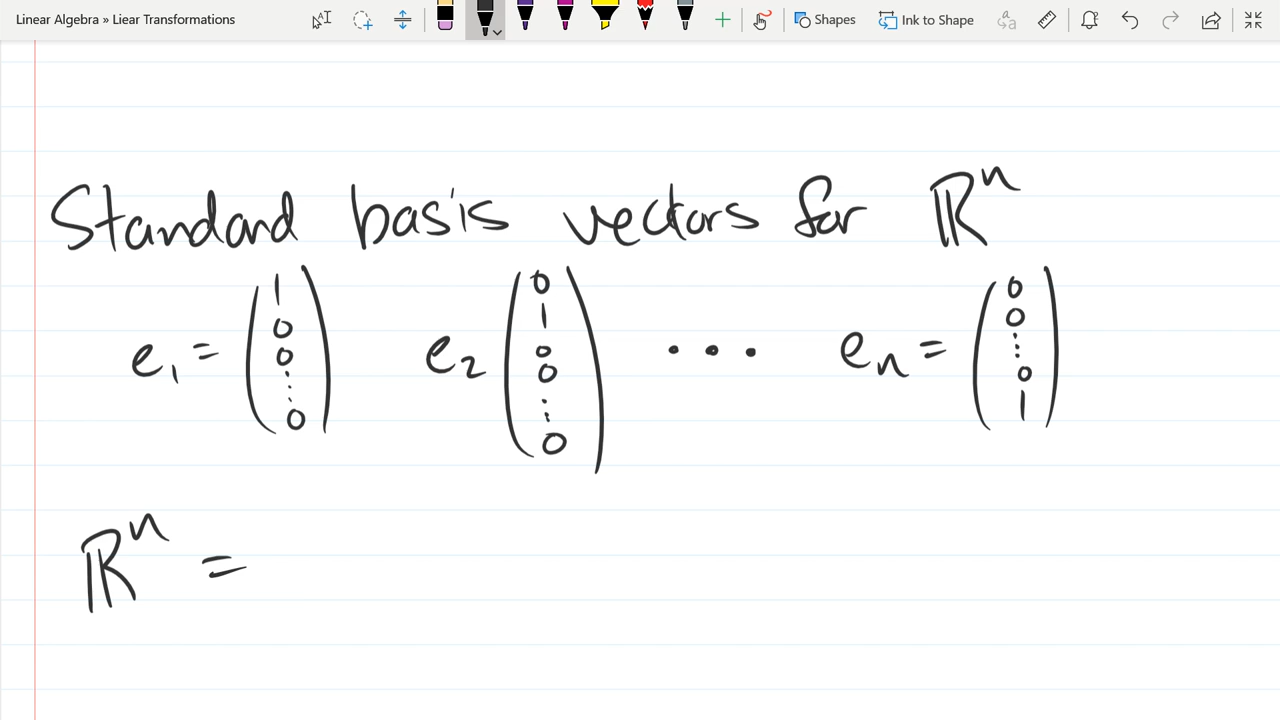 Linear Algebra » Liear Transformations
Shapes Ink to Shape
Standard basis vectors for ℝⁿ
e₁ = (1 0 0 ⋮ 0) e₂ (0 1 0 0 ⋮ 0) • • • eₙ = (0 0 ⋮ 0 1)
ℝⁿ =